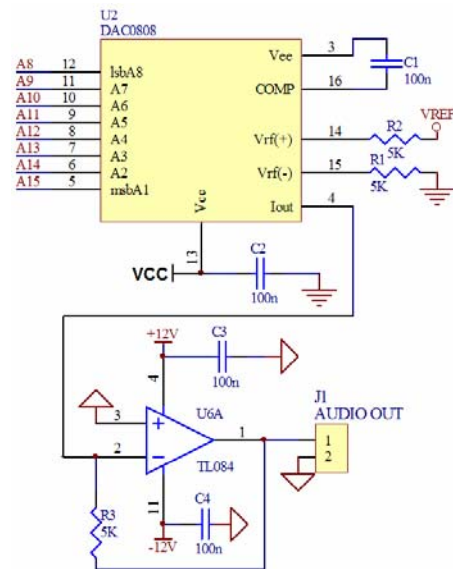 U2
DAC0808
A8 12 lsbA8
A9 11 A7
A10 10 A6
A11 9 A5
A12 8 A4
A13 7 A3
A14 6 A2
A15 5 msbA1
Vee 3
COMP 16
Vrf(+) 14
Vrf(-) 15
Iout 4
Vcc 13
C1
100n
VREF
R2
5K
R1
5K
VCC
C2
100n
+12V
C3
100n
4
U6A
3
+
2
−
1
TL084
11
-12V
C4
100n
R3
5K
J1
AUDIO OUT
1
2